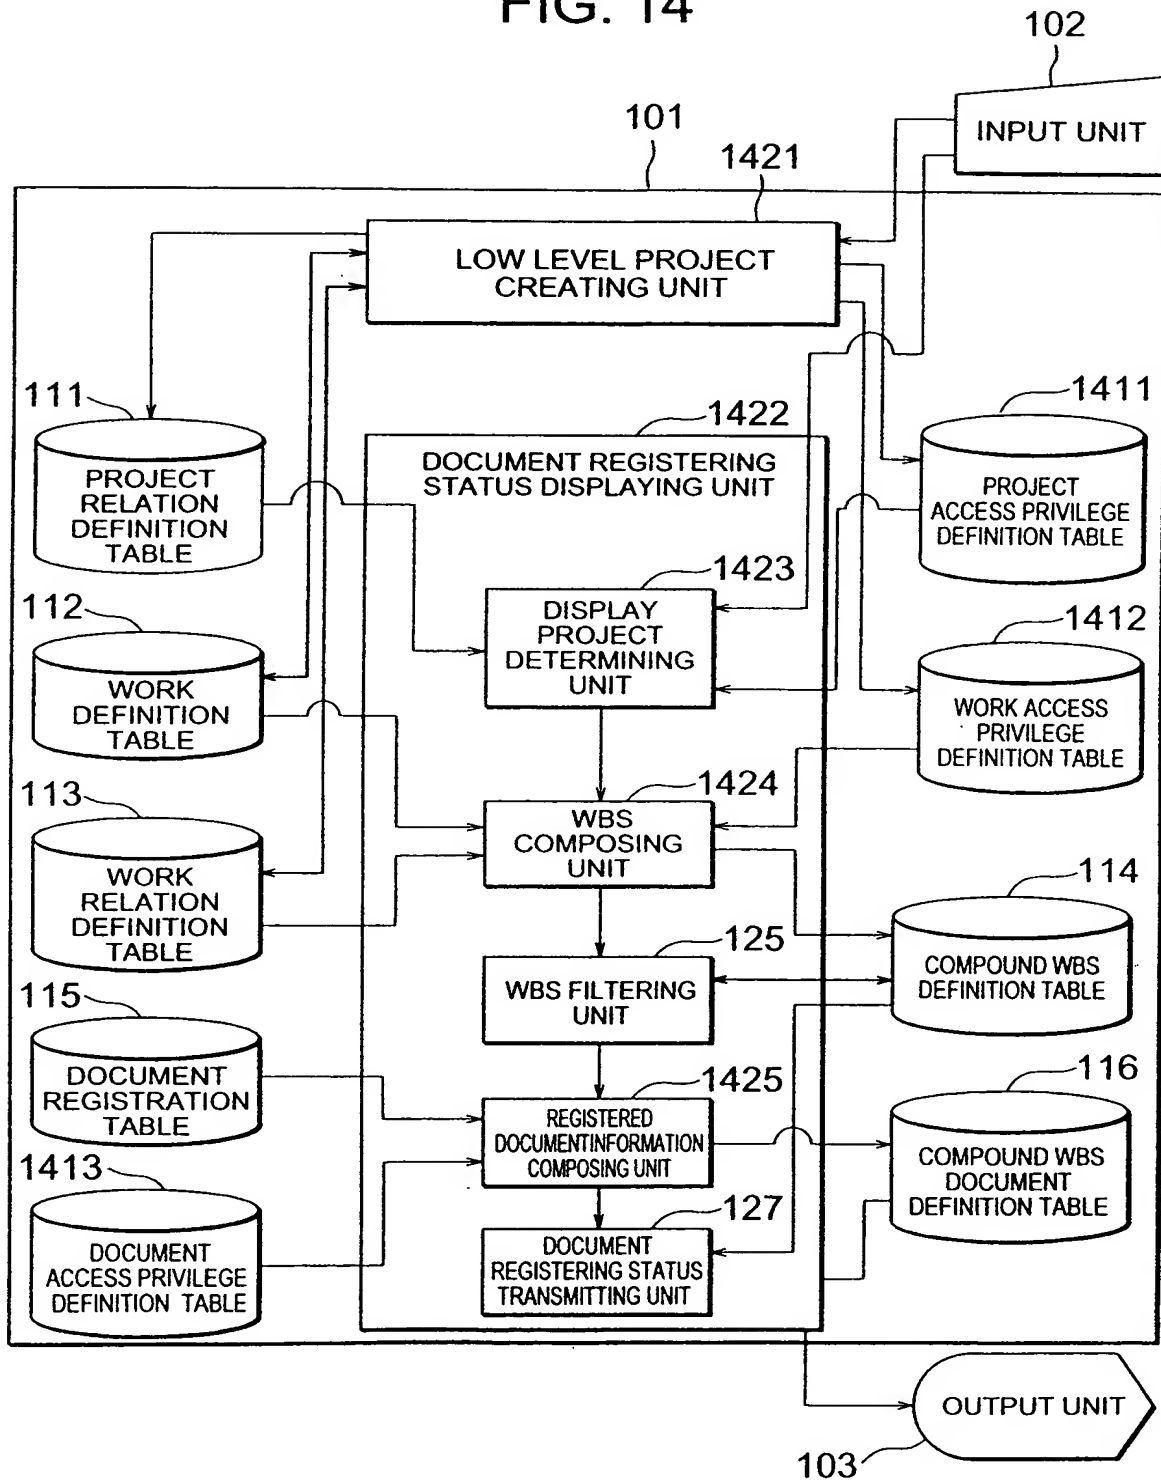 FIG. 14
102
INPUT UNIT
101
1421
LOW LEVEL PROJECT
CREATING UNIT
111
PROJECT
RELATION
DEFINITION
TABLE
1422
DOCUMENT REGISTERING
STATUS DISPLAYING UNIT
1411
PROJECT
ACCESS PRIVILEGE
DEFINITION TABLE
1423
DISPLAY
PROJECT
DETERMINING
UNIT
112
WORK
DEFINITION
TABLE
1412
WORK ACCESS
PRIVILEGE
DEFINITION TABLE
1424
WBS
COMPOSING
UNIT
113
WORK
RELATION
DEFINITION
TABLE
114
COMPOUND WBS
DEFINITION TABLE
125
WBS FILTERING
UNIT
115
DOCUMENT
REGISTRATION
TABLE
1425
REGISTERED
DOCUMENTINFORMATION
COMPOSING UNIT
116
COMPOUND WBS
DOCUMENT
DEFINITION TABLE
1413
DOCUMENT
ACCESS PRIVILEGE
DEFINITION TABLE
127
DOCUMENT
REGISTERING STATUS
TRANSMITTING UNIT
OUTPUT UNIT
103